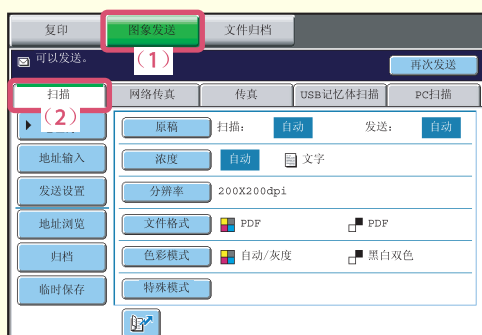 复印 图象发送 文件归档
(1)
可以发送。
再次发送
扫描 网络传真 传真 USB记忆体扫描 PC扫描
(2)
原稿 扫描: 自动 发送: 自动
地址输入 浓度 自动 文字
发送设置 分辨率 200X200dpi
地址浏览 文件格式 PDF PDF
归档 色彩模式 自动/灰度 黑白双色
临时保存 特殊模式